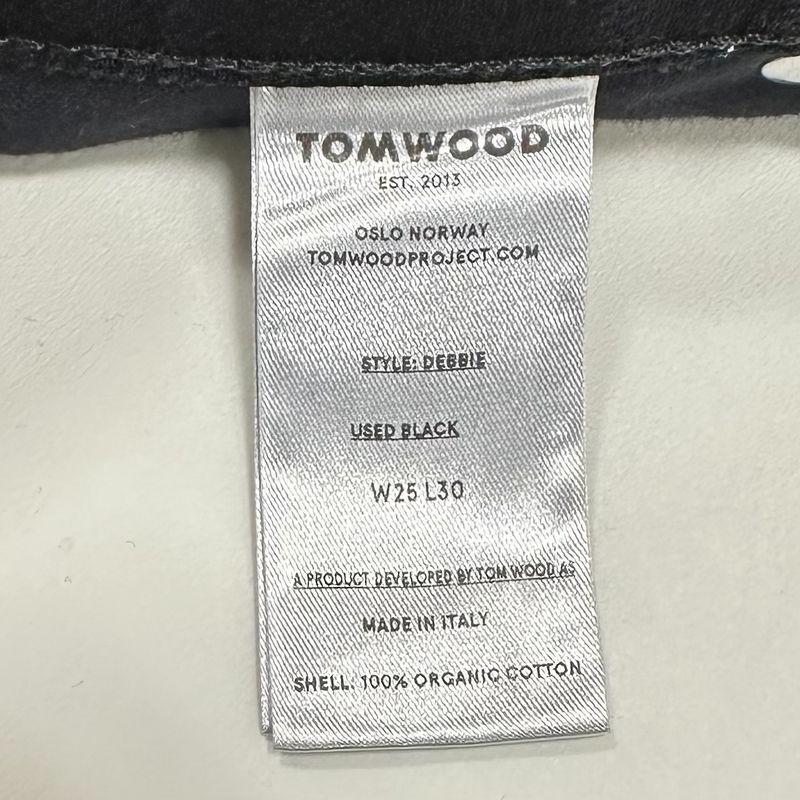 TOMWOOD
EST. 2013
OSLO NORWAY
TOMWOODPROJECT.COM
STYLE: DEBBIE
USED BLACK
W25 L30
A PRODUCT DEVELOPED BY TOM WOOD AS
MADE IN ITALY
SHELL: 100% ORGANIC COTTON